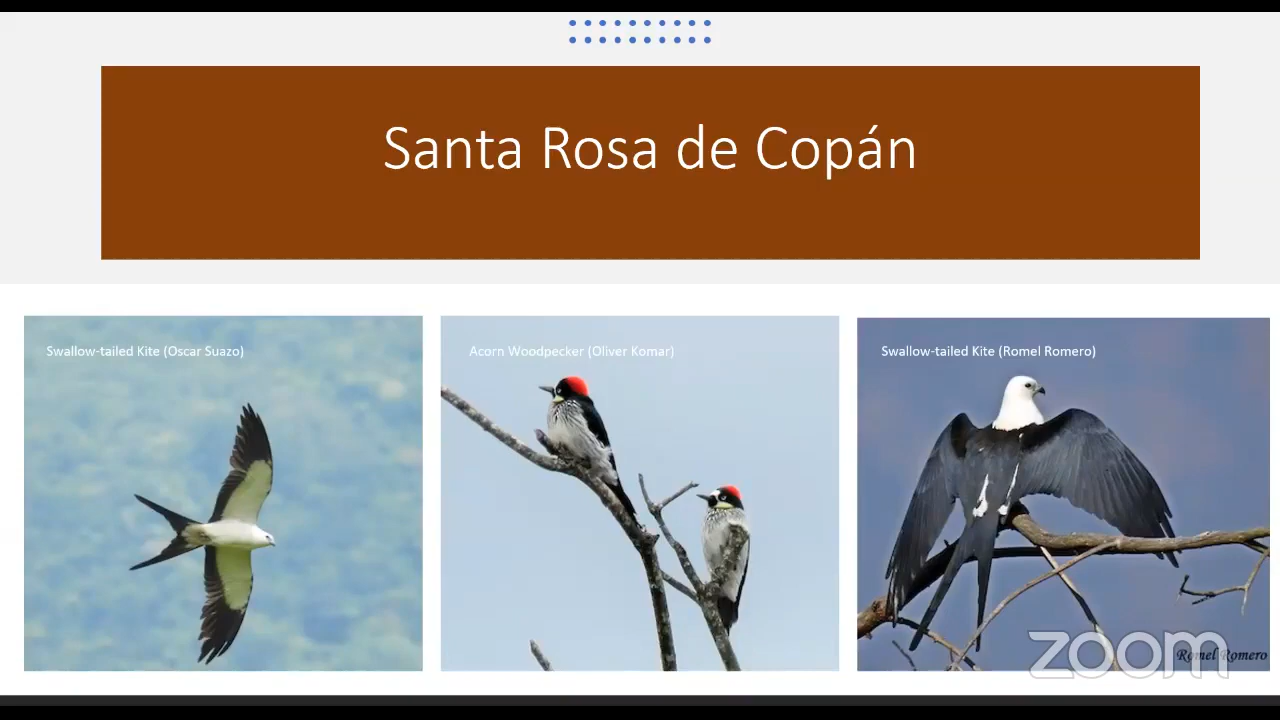 Santa Rosa de Copán
Swallow-tailed Kite (Oscar Suazo)
Acorn Woodpecker (Oliver Komar)
Swallow-tailed Kite (Romel Romero)
zoom
Romel Romero